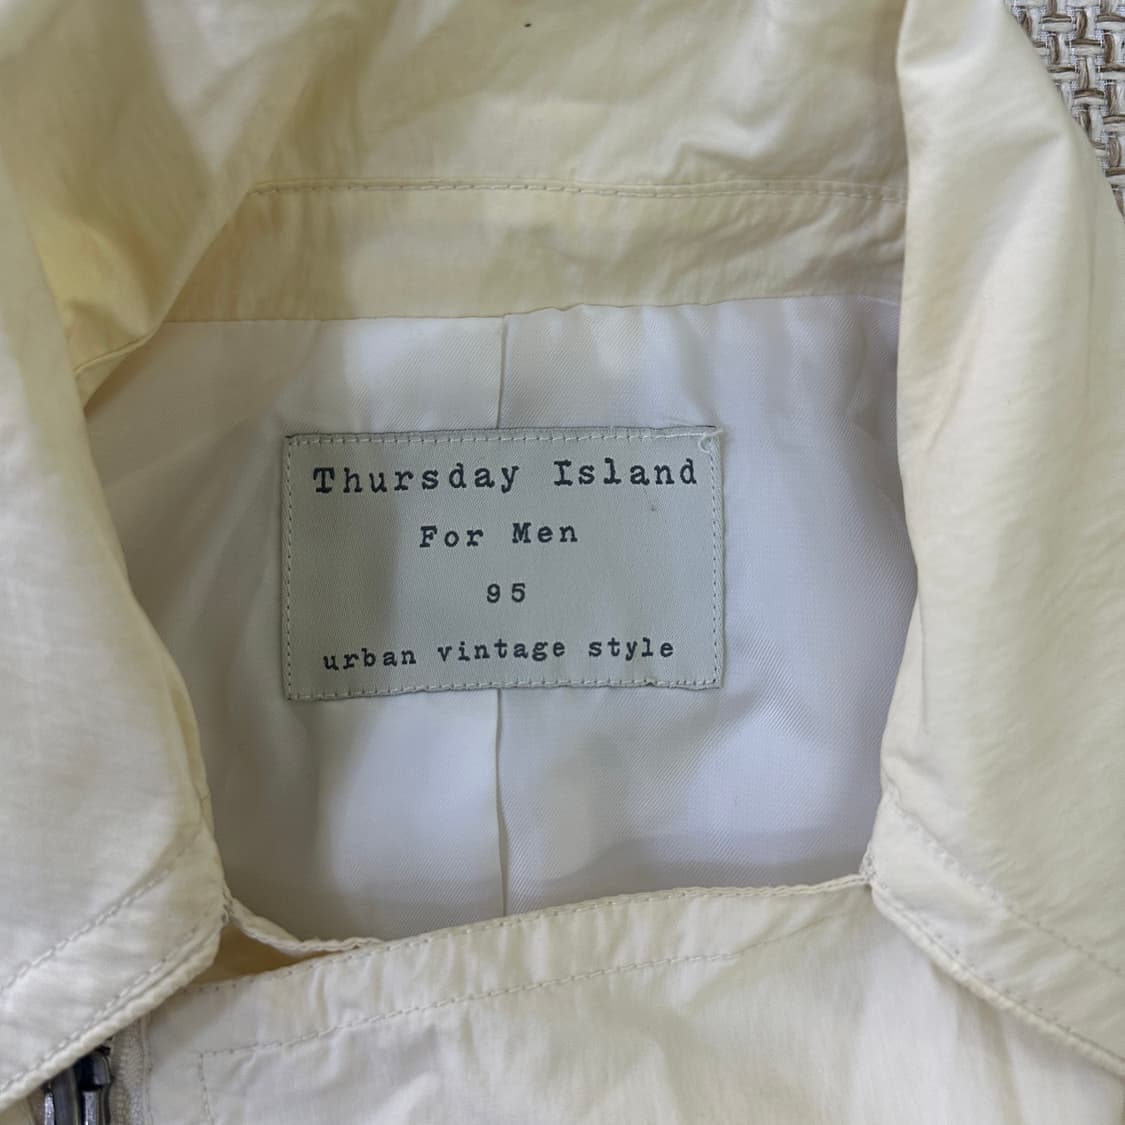 Thursday Island
For Men
95
urban vintage style